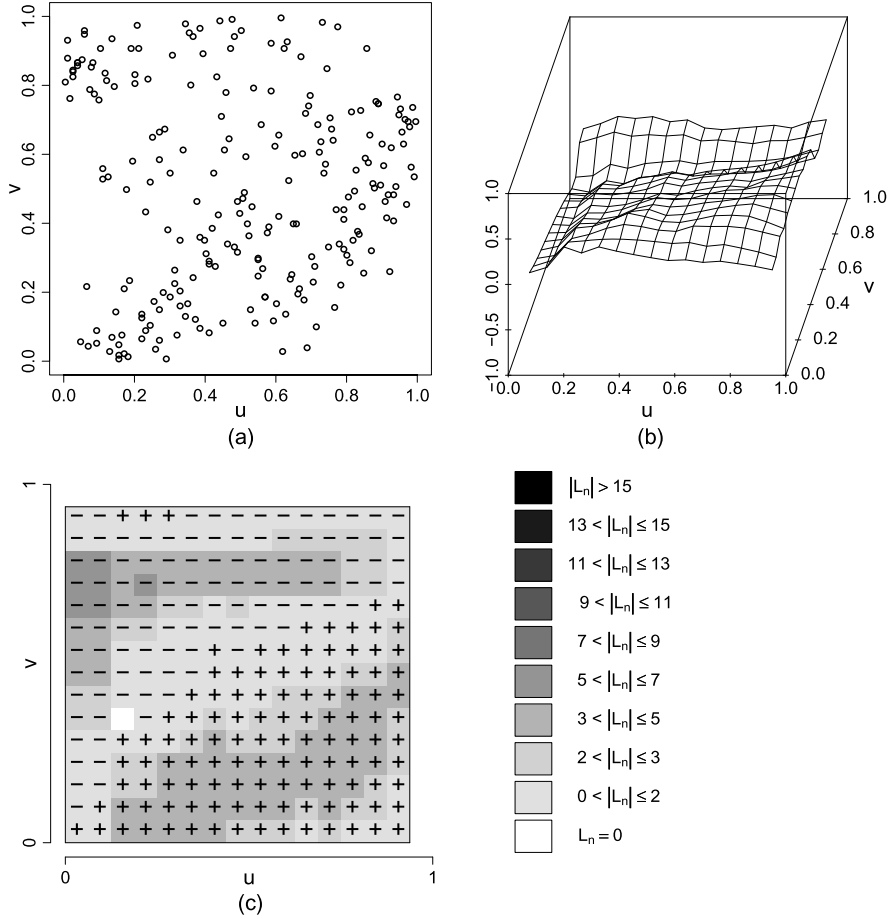 1.0
0.8
0.6
v
0.4
0.2
0.0
0.0 0.2 0.4 0.6 0.8 1.0
u
(a)
1.0
0.5
0.0
−0.5
−1.0
0.0 0.2 0.4 0.6 0.8 1.0
u
0.0
0.2
0.4
0.6
0.8
1.0
v
(b)
1
v
0
0 1
u
(c)
|Ln| > 15
13 < |Ln| ≤ 15
11 < |Ln| ≤ 13
9 < |Ln| ≤ 11
7 < |Ln| ≤ 9
5 < |Ln| ≤ 7
3 < |Ln| ≤ 5
2 < |Ln| ≤ 3
0 < |Ln| ≤ 2
Ln = 0